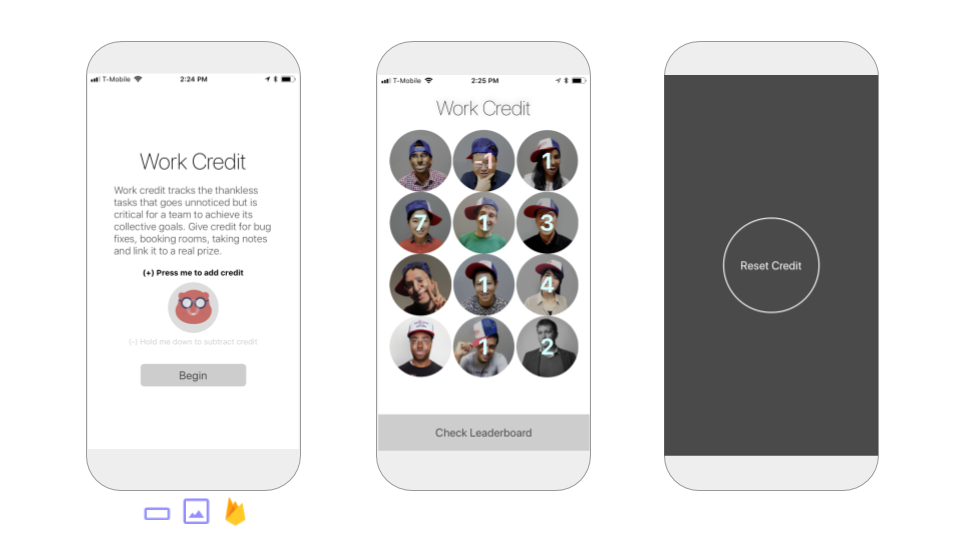 T-Mobile 2:24 PM
Work Credit
Work credit tracks the thankless
tasks that goes unnoticed but is
critical for a team to achieve its
collective goals. Give credit for bug
fixes, booking rooms, taking notes
and link it to a real prize.
(+) Press me to add credit
(-) Hold me down to subtract credit
Begin
T-Mobile 2:25 PM
Work Credit
-1 1
7 1 3
1 4
1 2
Check Leaderboard
Reset Credit